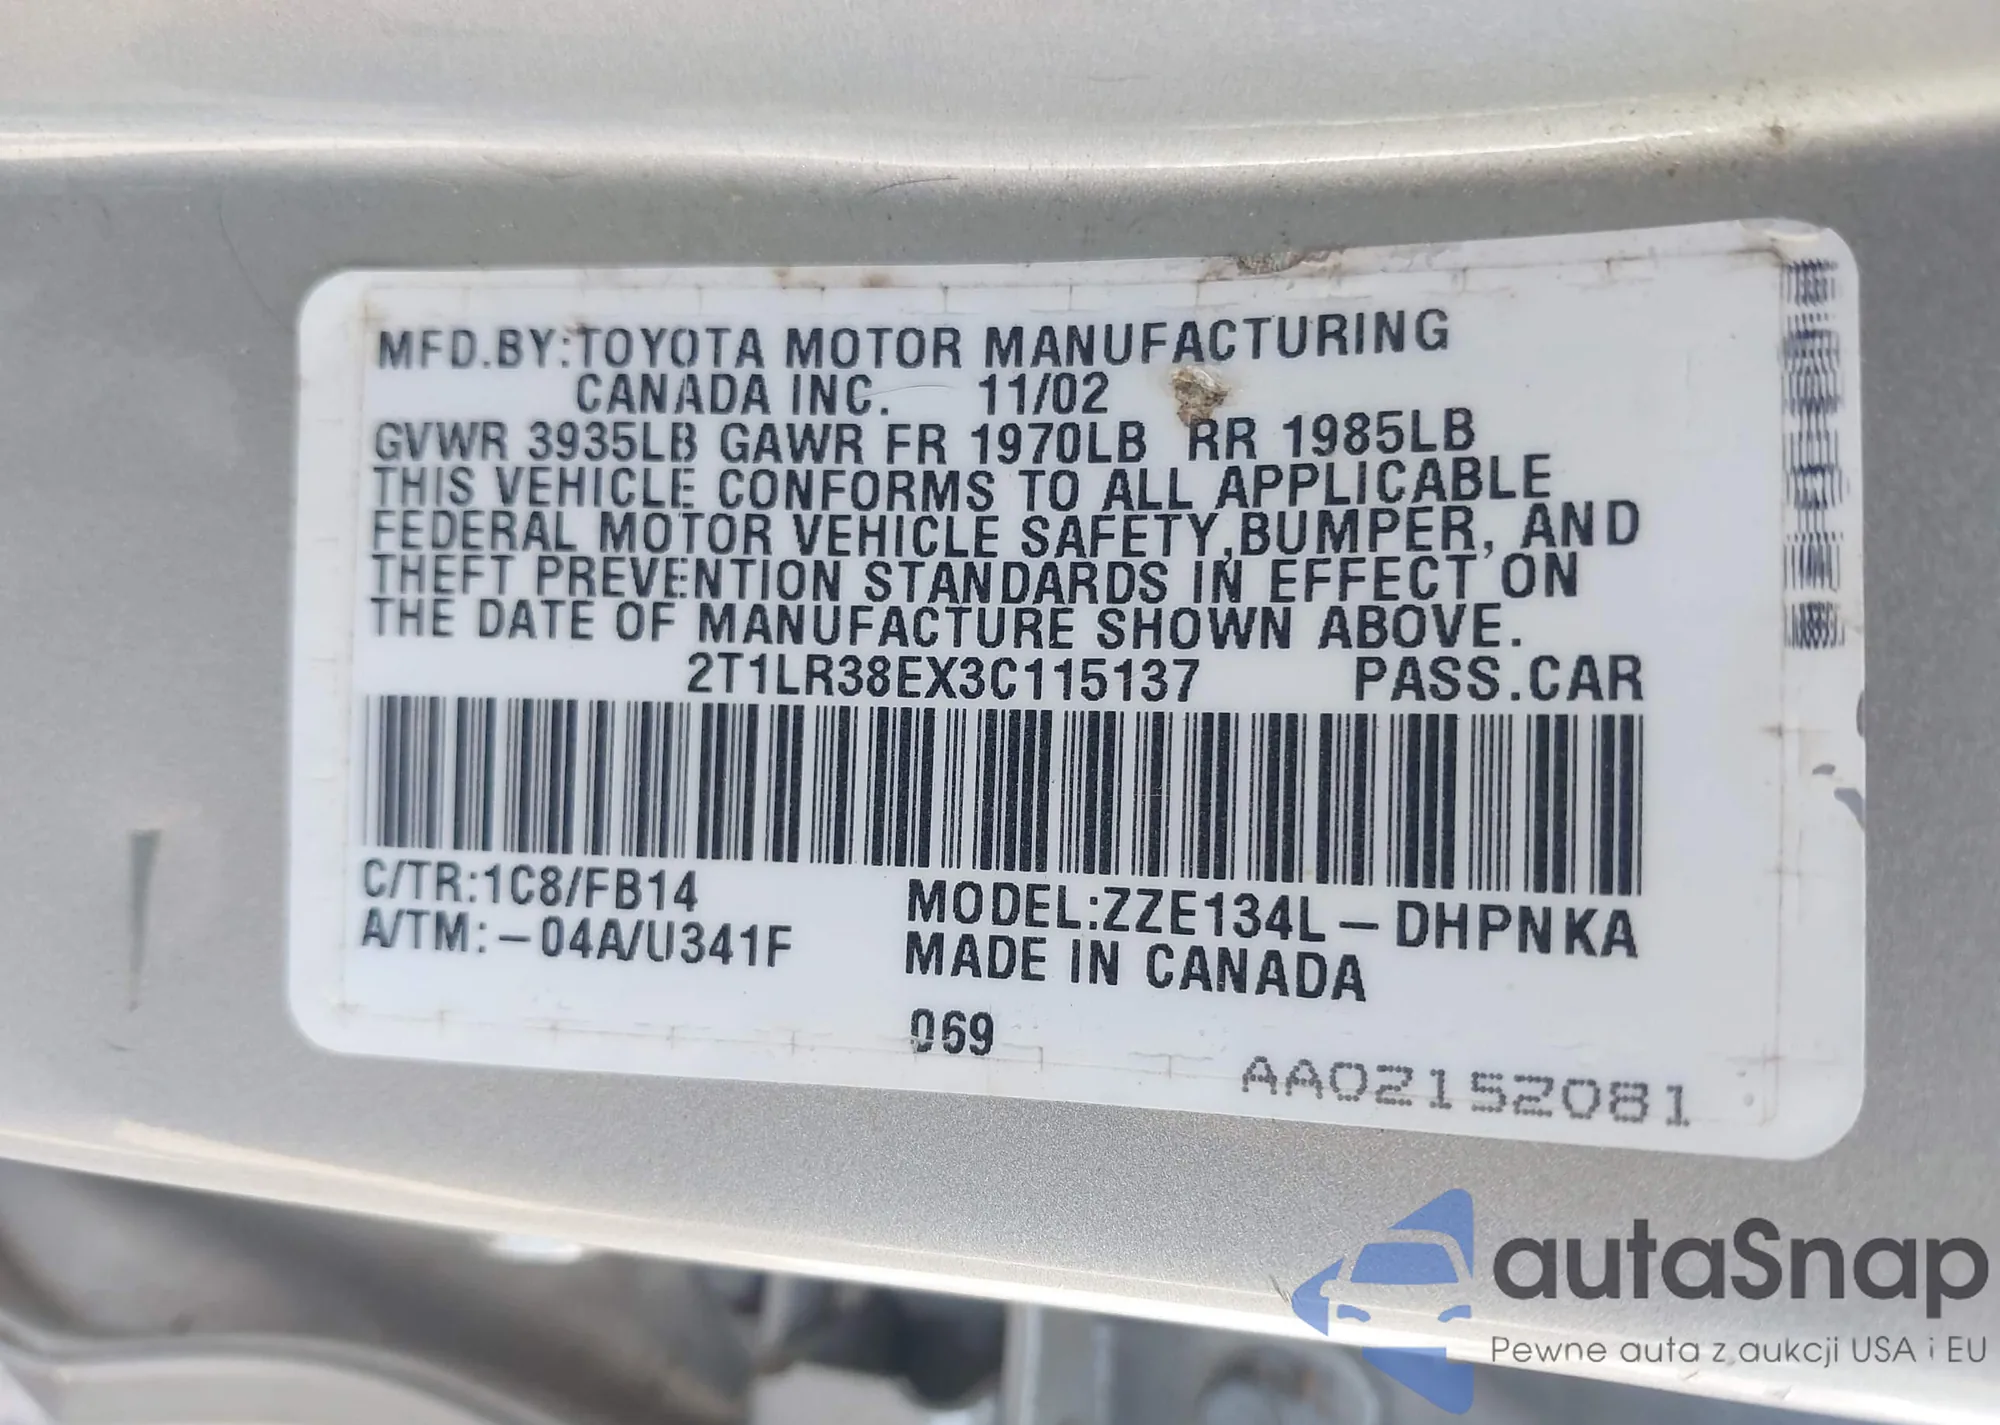 MFD.BY:TOYOTA MOTOR MANUFACTURING
CANADA INC. 11/02
GVWR 3935LB GAWR FR 1970LB RR 1985LB
THIS VEHICLE CONFORMS TO ALL APPLICABLE
FEDERAL MOTOR VEHICLE SAFETY,BUMPER, AND
THEFT PREVENTION STANDARDS IN EFFECT ON
THE DATE OF MANUFACTURE SHOWN ABOVE.
2T1LR38EX3C115137 PASS.CAR
C/TR:1C8/FB14
A/TM:-04A/U341F
MODEL:ZZE134L-DHPNKA
MADE IN CANADA
069
AA02152081
autaSnap
Pewne auta z aukcji USA i EU